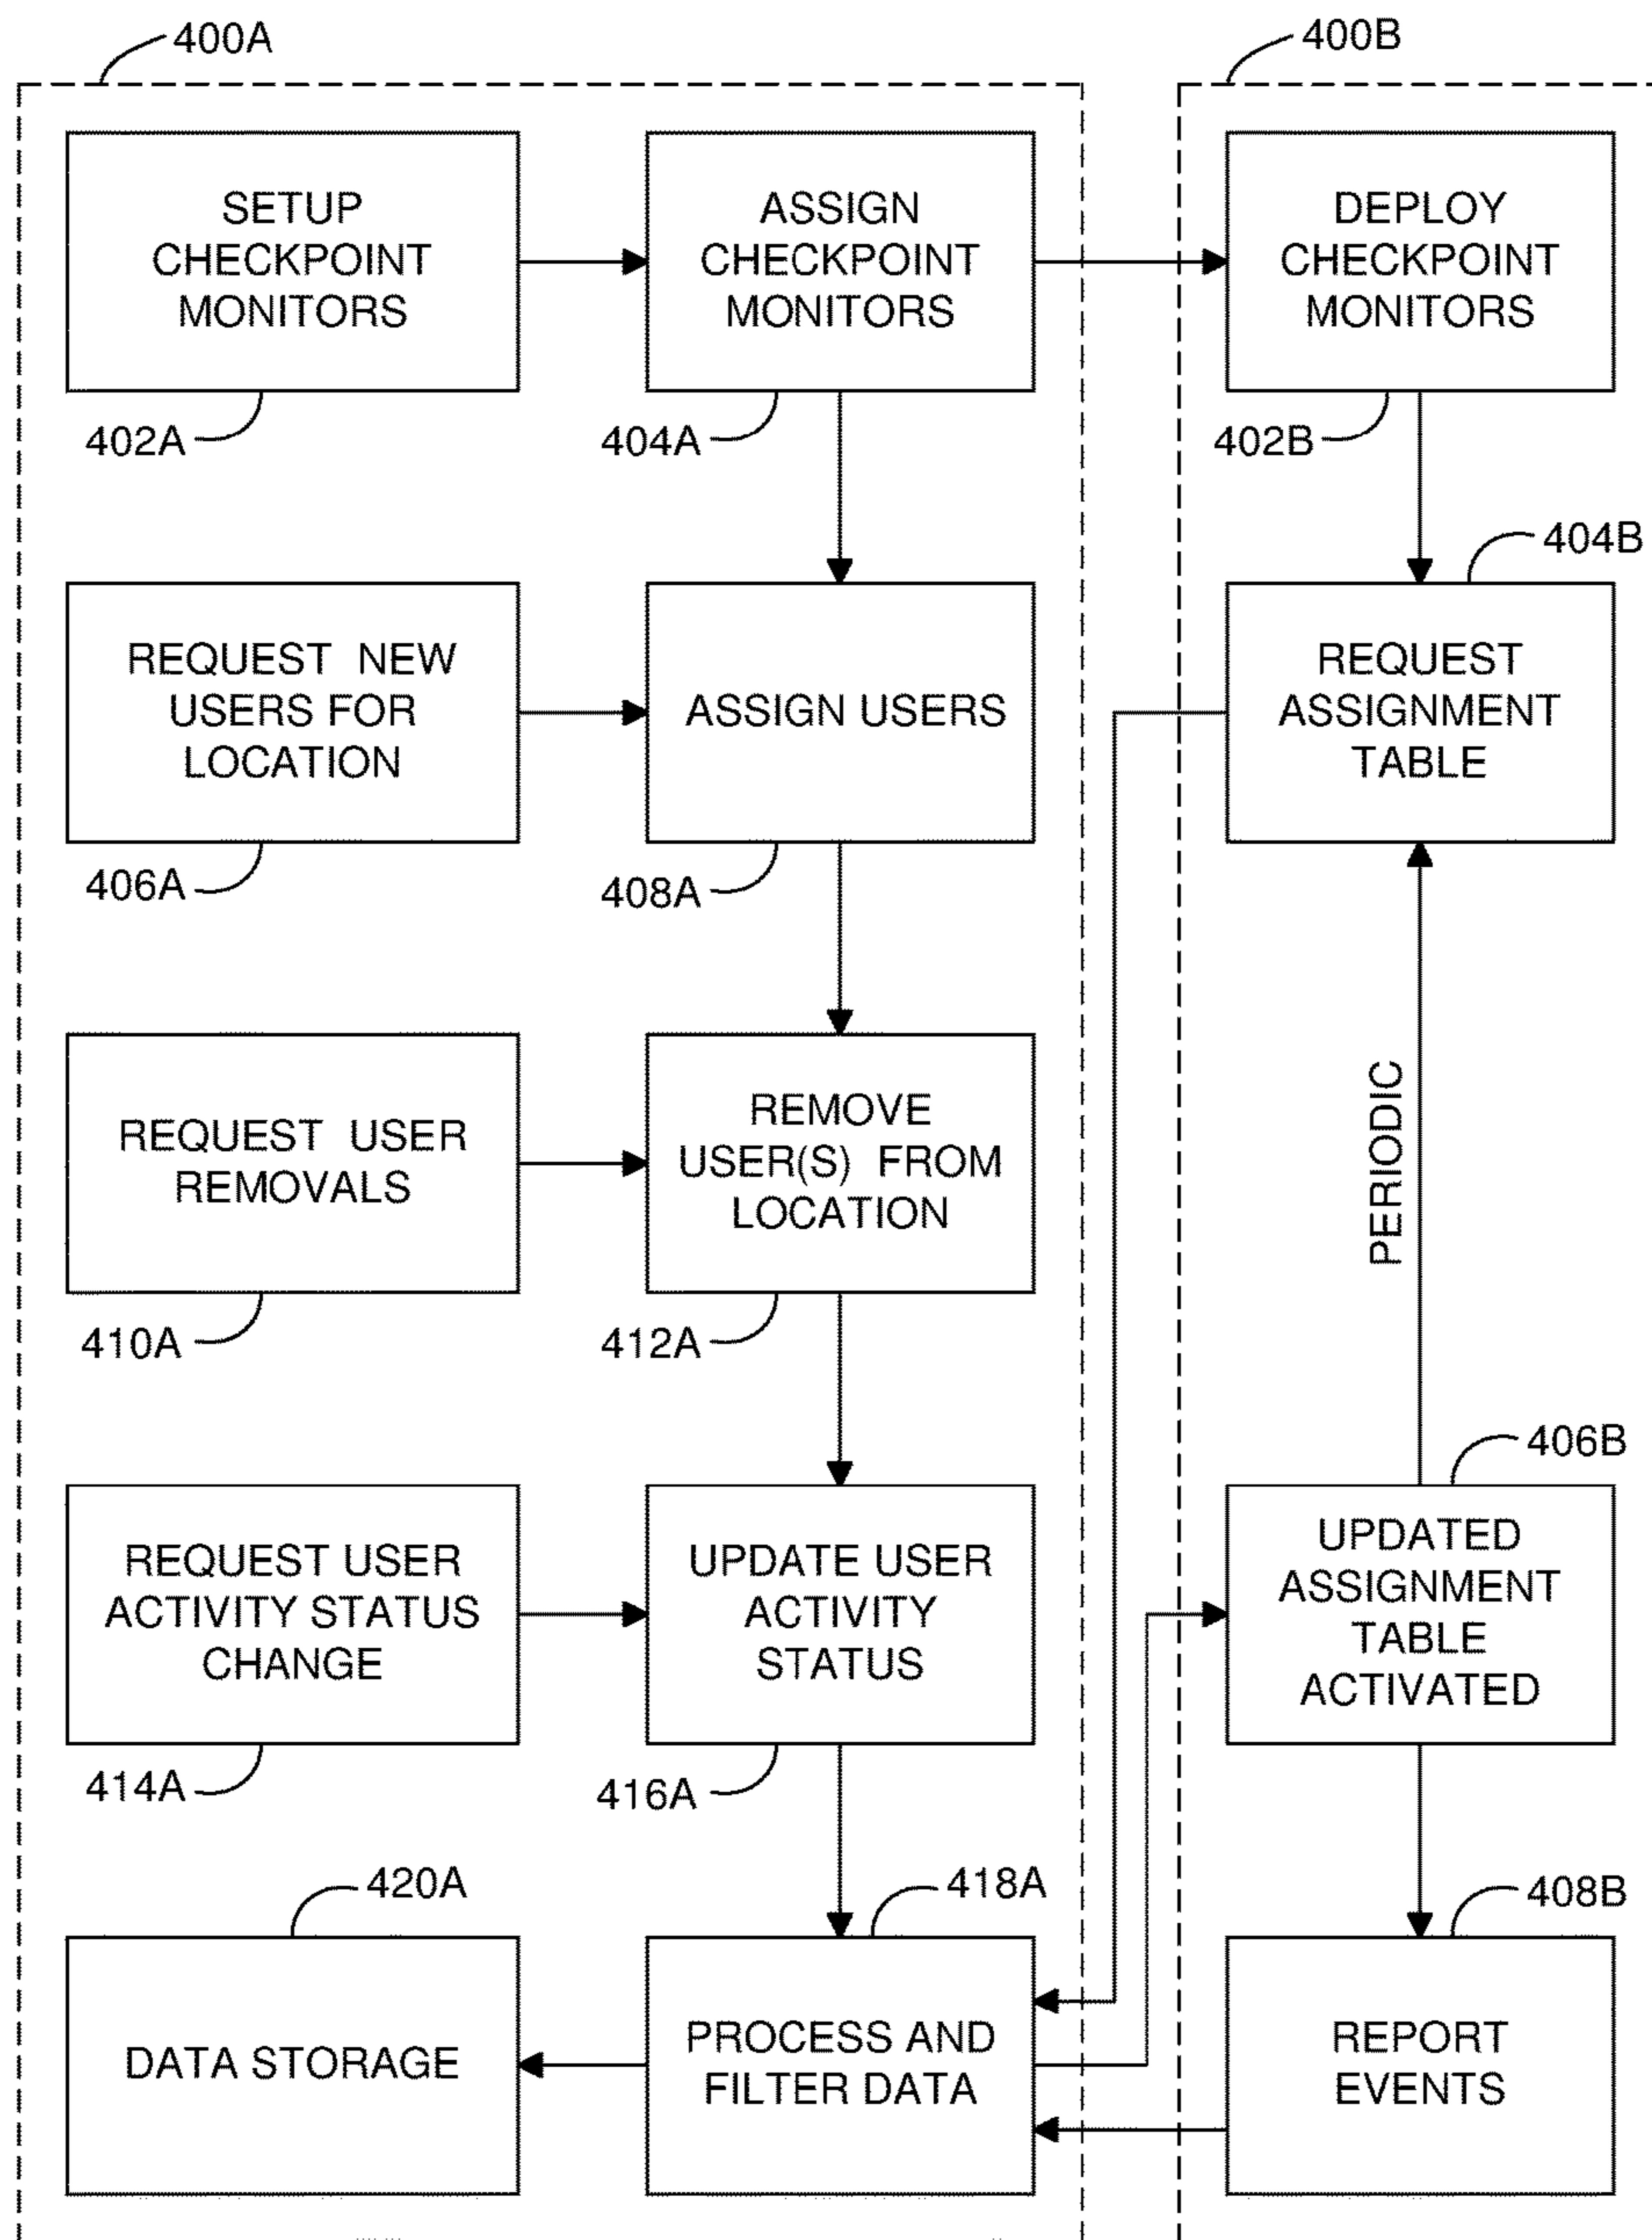 400A
400B
SETUP
CHECKPOINT
MONITORS
ASSIGN
CHECKPOINT
MONITORS
DEPLOY
CHECKPOINT
MONITORS
402A
404A
402B
404B
REQUEST NEW
USERS FOR
LOCATION
ASSIGN USERS
REQUEST
ASSIGNMENT
TABLE
406A
408A
REQUEST USER
REMOVALS
REMOVE
USER(S) FROM
LOCATION
PERIODIC
410A
412A
406B
REQUEST USER
ACTIVITY STATUS
CHANGE
UPDATE USER
ACTIVITY
STATUS
UPDATED
ASSIGNMENT
TABLE
ACTIVATED
414A
416A
420A
418A
408B
DATA STORAGE
PROCESS AND
FILTER DATA
REPORT
EVENTS